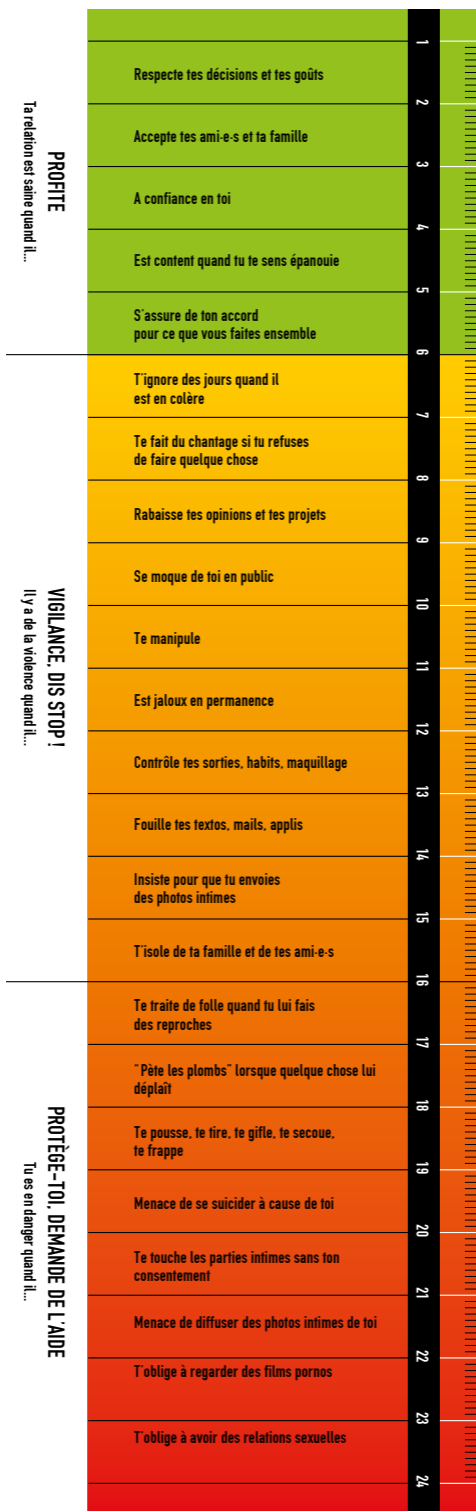 PROFITE
Ta relation est saine quand il...
1
Respecte tes décisions et tes goûts
2
Accepte tes ami-e-s et ta famille
3
A confiance en toi
4
Est content quand tu te sens épanouie
5
S'assure de ton accord
pour ce que vous faites ensemble
6
VIGILANCE, DIS STOP !
Il y a de la violence quand il...
T'ignore des jours quand il
est en colère
7
Te fait du chantage si tu refuses
de faire quelque chose
8
Rabaisse tes opinions et tes projets
9
Se moque de toi en public
10
Te manipule
11
Est jaloux en permanence
12
Contrôle tes sorties, habits, maquillage
13
Fouille tes textos, mails, applis
14
Insiste pour que tu envoies
des photos intimes
15
T'isole de ta famille et de tes ami-e-s
16
PROTÈGE-TOI, DEMANDE DE L'AIDE
Tu es en danger quand il...
Te traite de folle quand tu lui fais
des reproches
17
"Pète les plombs" lorsque quelque chose lui
déplaît
18
Te pousse, te tire, te gifle, te secoue,
te frappe
19
Menace de se suicider à cause de toi
20
Te touche les parties intimes sans ton
consentement
21
Menace de diffuser des photos intimes de toi
22
T'oblige à regarder des films pornos
23
T'oblige à avoir des relations sexuelles
24